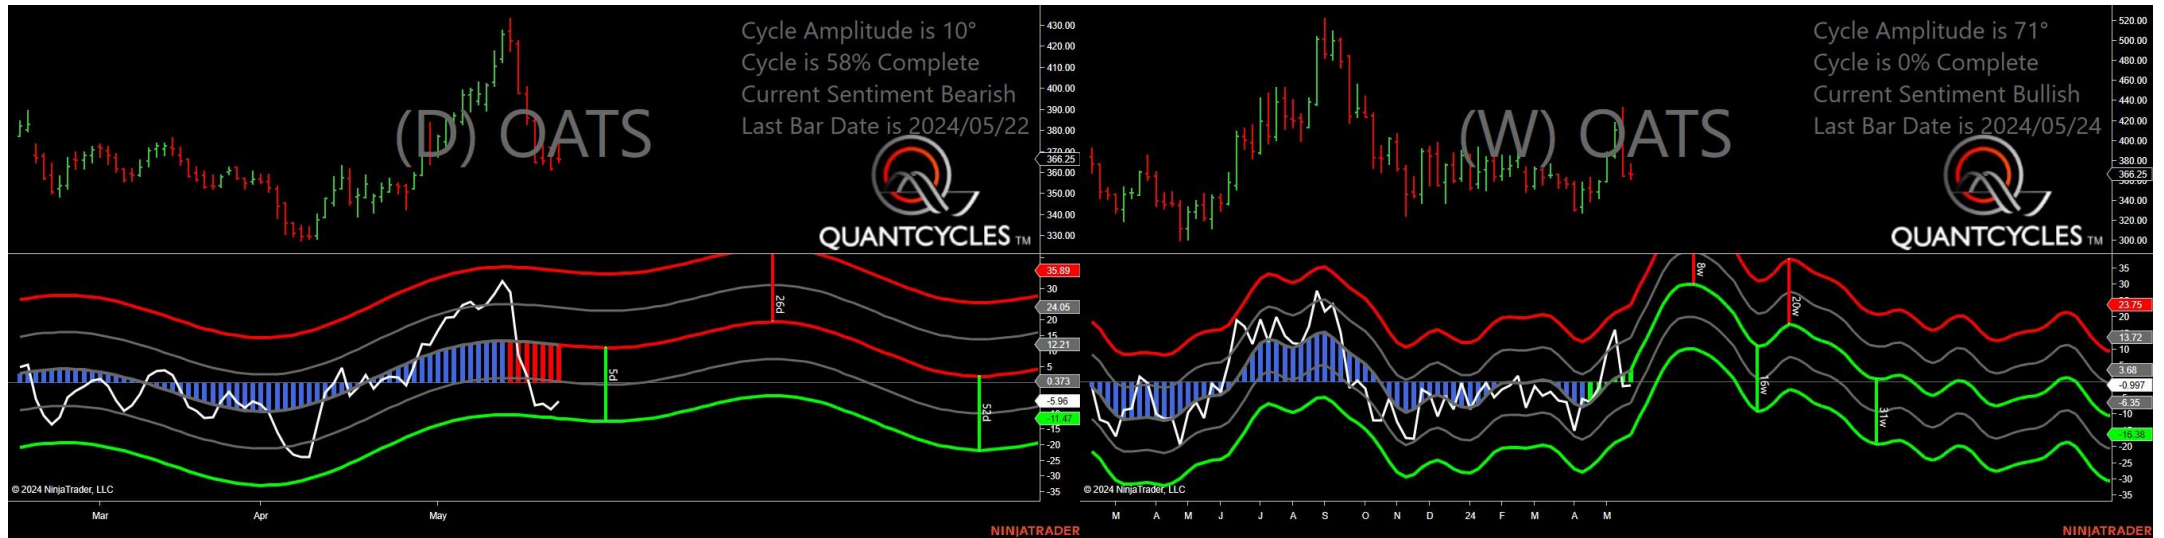 Cycle Amplitude is 10°
Cycle is 58% Complete
Current Sentiment Bearish
Last Bar Date is 2024/05/22
(D) OATS
QUANTCYCLES TM
430.00
420.00
410.00
400.00
390.00
380.00
370.00
366.25
360.00
350.00
340.00
330.00
35.89
30
24.05
20
15
12.21
5
0.373
-5.96
-11.47
-15
-20
-25
-30
-35
26d
5d
52d
© 2024 NinjaTrader, LLC
Mar
Apr
May
NINJATRADER
Cycle Amplitude is 71°
Cycle is 0% Complete
Current Sentiment Bullish
Last Bar Date is 2024/05/24
(W) OATS
QUANTCYCLES TM
520.00
500.00
480.00
460.00
440.00
420.00
400.00
380.00
366.25
340.00
320.00
300.00
35
30
23.75
20
13.72
10
3.68
-0.997
-6.35
-10
-16.38
-20
-25
-30
-35
8w
20w
16w
31w
© 2024 NinjaTrader, LLC
M A M J J A S O N D 24 F M A M
NINJATRADER